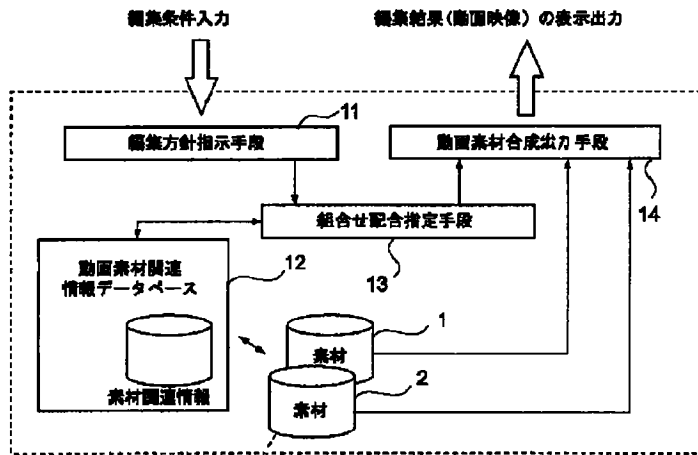 編集条件入力
編集結果(動画映像)の表示出力
11
編集方針指示手段
動画素材合成出力手段
14
組合せ配合指定手段
13
12
動画素材関連
情報データベース
素材関連情報
1
素材
2
素材